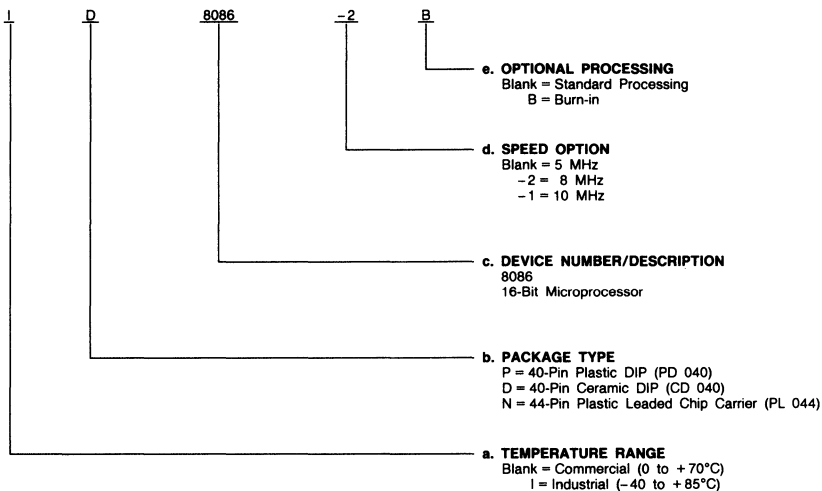 I D 8086 -2 B
e. OPTIONAL PROCESSING
Blank = Standard Processing
B = Burn-in
d. SPEED OPTION
Blank = 5 MHz
-2 = 8 MHz
-1 = 10 MHz
c. DEVICE NUMBER/DESCRIPTION
8086
16-Bit Microprocessor
b. PACKAGE TYPE
P = 40-Pin Plastic DIP (PD 040)
D = 40-Pin Ceramic DIP (CD 040)
N = 44-Pin Plastic Leaded Chip Carrier (PL 044)
a. TEMPERATURE RANGE
Blank = Commercial (0 to +70°C)
I = Industrial (-40 to +85°C)